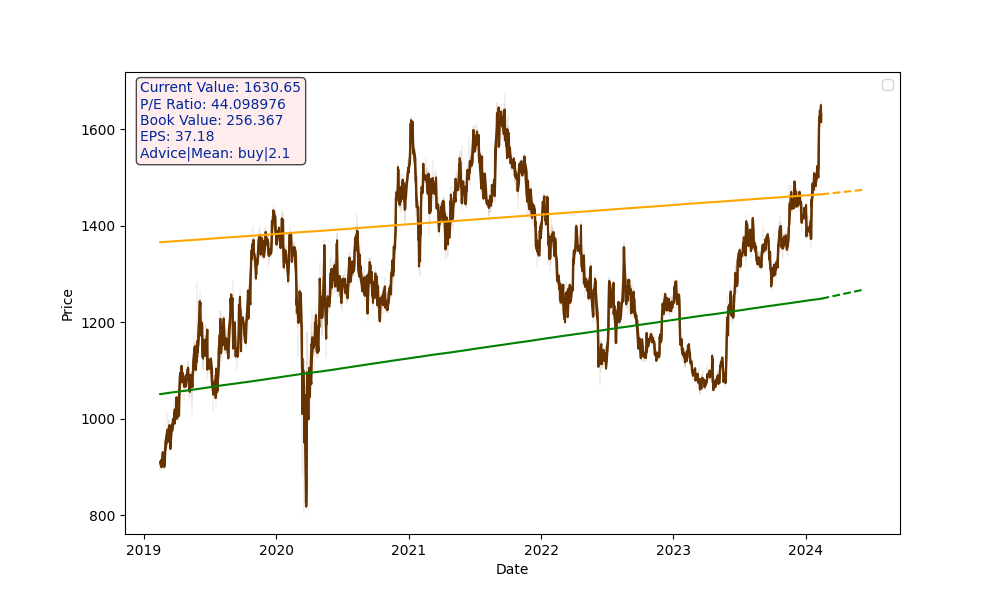 Current Value: 1630.65
P/E Ratio: 44.098976
Book Value: 256.367
EPS: 37.18
Advice|Mean: buy|2.1
1600
1400
1200
1000
800
Price
2019 2020 2021 2022 2023 2024
Date